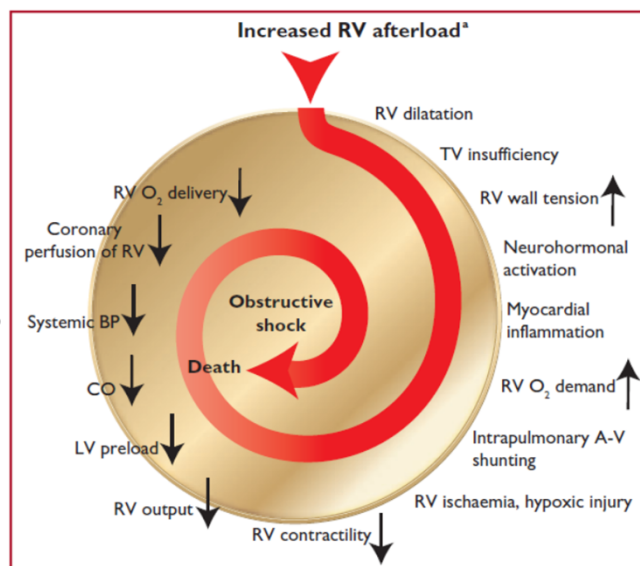 Increased RV afterloadᵃ
RV dilatation
TV insufficiency
RV wall tension
Neurohormonal
activation
Myocardial
inflammation
RV O₂ demand
Intrapulmonary A-V
shunting
RV ischaemia, hypoxic injury
RV contractility
RV output
LV preload
CO
Systemic BP
Coronary
perfusion of RV
RV O₂ delivery
Obstructive
shock
Death